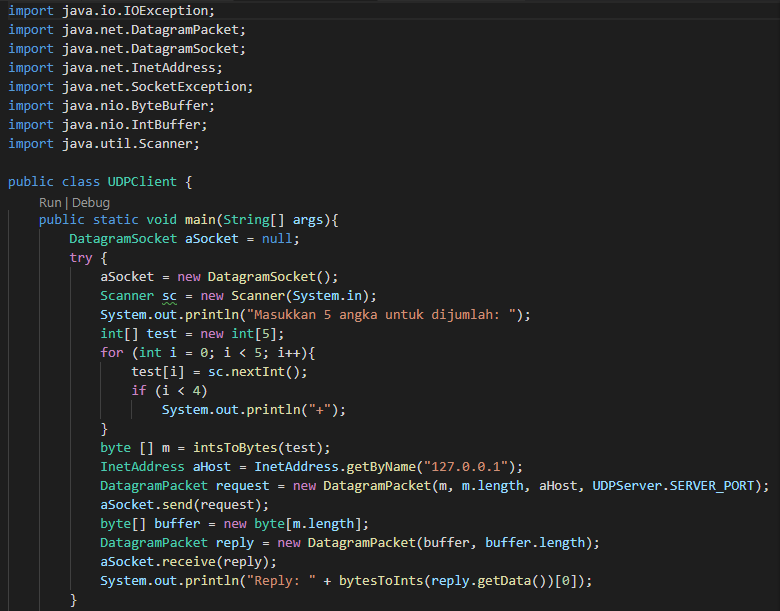 import java.io.IOException;
import java.net.DatagramPacket;
import java.net.DatagramSocket;
import java.net.InetAddress;
import java.net.SocketException;
import java.nio.ByteBuffer;
import java.nio.IntBuffer;
import java.util.Scanner;

public class UDPClient {
    Run | Debug
    public static void main(String[] args){
        DatagramSocket aSocket = null;
        try {
            aSocket = new DatagramSocket();
            Scanner sc = new Scanner(System.in);
            System.out.println("Masukkan 5 angka untuk dijumlah: ");
            int[] test = new int[5];
            for (int i = 0; i < 5; i++){
                test[i] = sc.nextInt();
                if (i < 4)
                    System.out.println("+");
            }
            byte [] m = intsToBytes(test);
            InetAddress aHost = InetAddress.getByName("127.0.0.1");
            DatagramPacket request = new DatagramPacket(m, m.length, aHost, UDPServer.SERVER_PORT);
            aSocket.send(request);
            byte[] buffer = new byte[m.length];
            DatagramPacket reply = new DatagramPacket(buffer, buffer.length);
            aSocket.receive(reply);
            System.out.println("Reply: " + bytesToInts(reply.getData())[0]);
        }